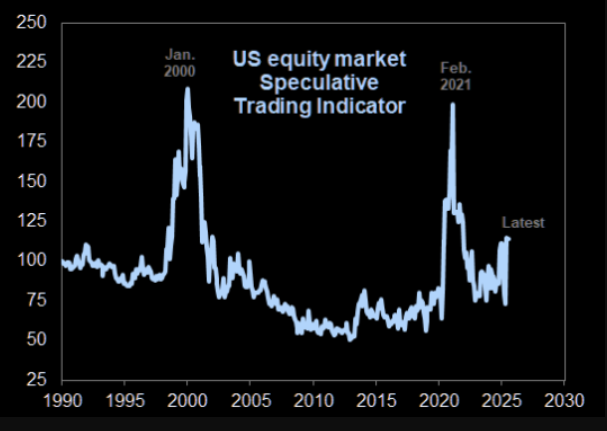 250
225
200
175
150
125
100
75
50
25
Jan.
2000
US equity market
Speculative
Trading Indicator
Feb.
2021
Latest
1990 1995 2000 2005 2010 2015 2020 2025 2030